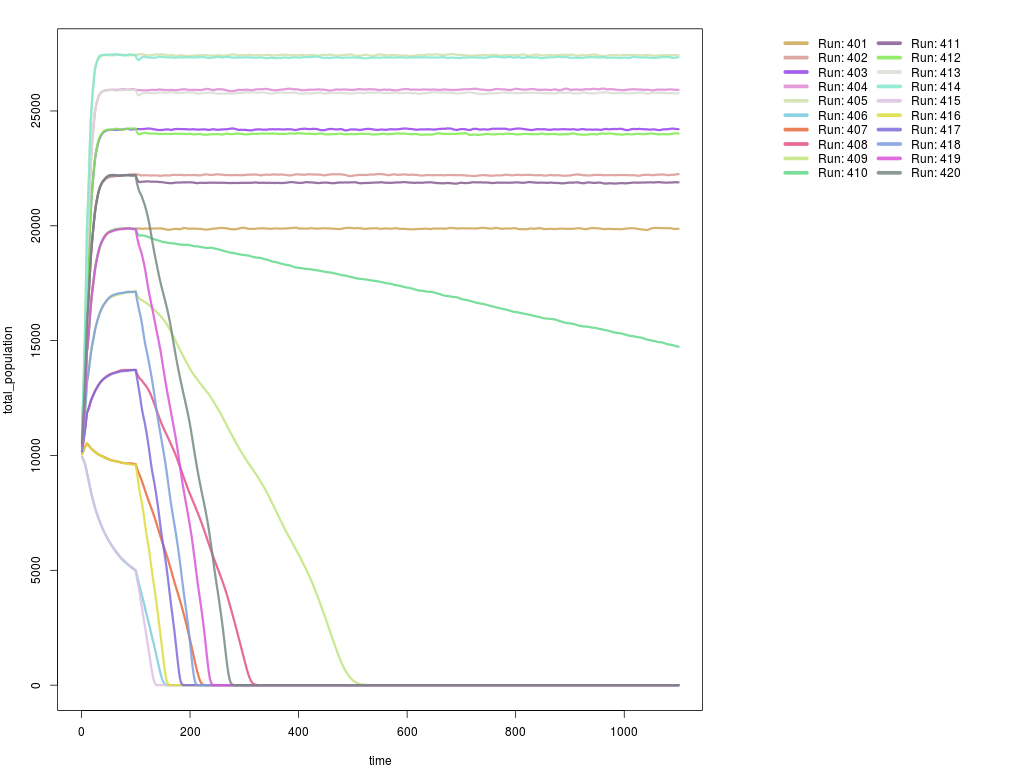 Run: 401 Run: 411
Run: 402 Run: 412
Run: 403 Run: 413
Run: 404 Run: 414
Run: 405 Run: 415
Run: 406 Run: 416
Run: 407 Run: 417
Run: 408 Run: 418
Run: 409 Run: 419
Run: 410 Run: 420
25000
20000
15000
10000
5000
0
total_population
0 200 400 600 800 1000
time